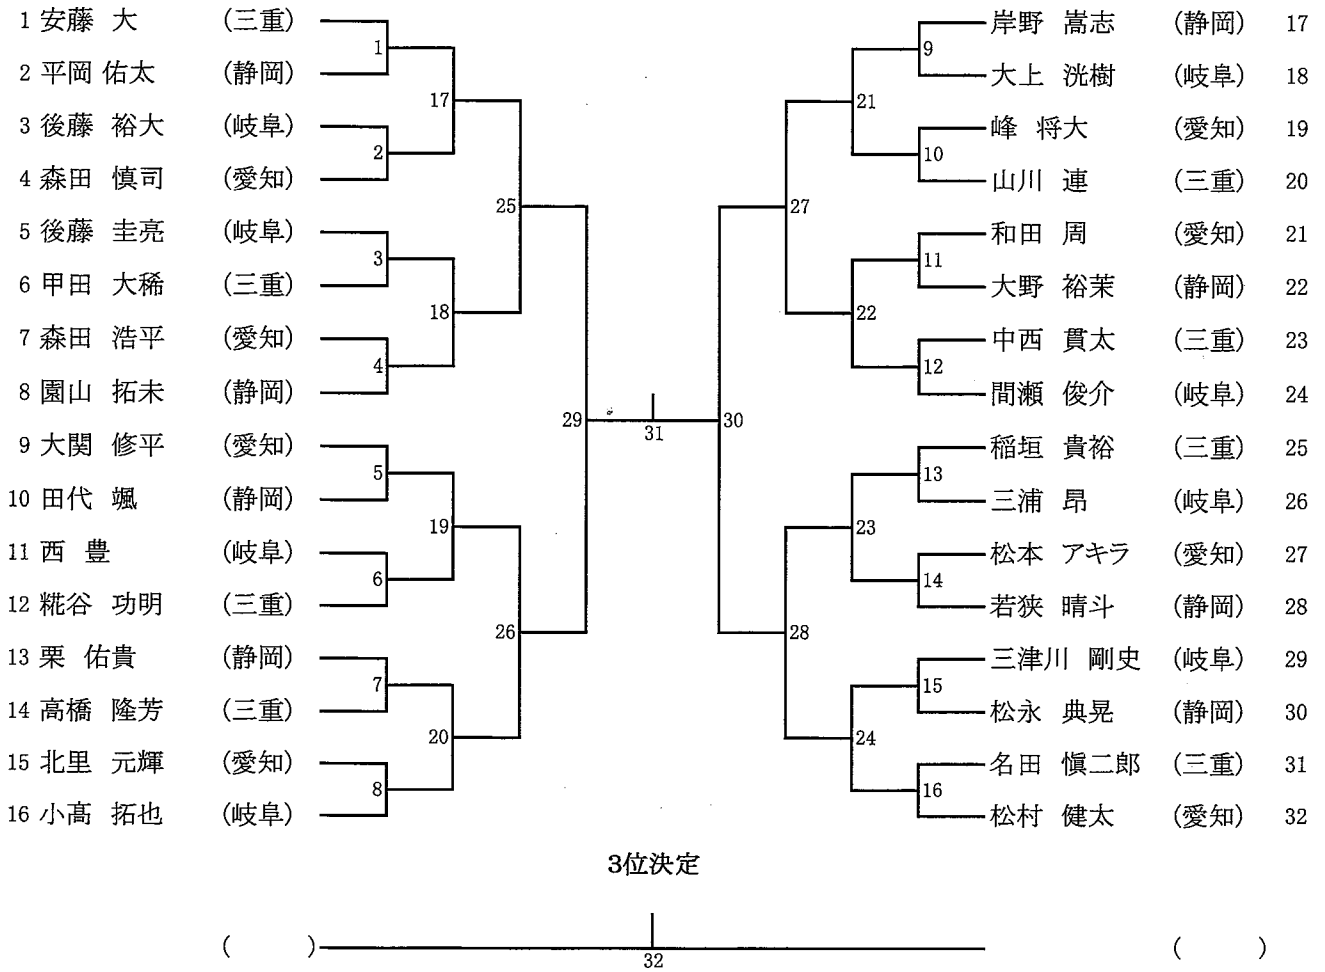 1 安藤 大 (三重) 岸野 嵩志 (静岡) 17
1 9
2 平岡 佑太 (静岡) 大上 洸樹 (岐阜) 18
17 21
3 後藤 裕大 (岐阜) 峰 将大 (愛知) 19
2 10
4 森田 慎司 (愛知) 山川 連 (三重) 20
25 27
5 後藤 圭亮 (岐阜) 和田 周 (愛知) 21
3 11
6 甲田 大稀 (三重) 大野 裕茉 (静岡) 22
18 22
7 森田 浩平 (愛知) 中西 貫太 (三重) 23
4 12
8 園山 拓未 (静岡) 間瀬 俊介 (岐阜) 24
29 31 30
9 大関 修平 (愛知) 稲垣 貴裕 (三重) 25
5 13
10 田代 颯 (静岡) 三浦 昂 (岐阜) 26
19 23
11 西 豊 (岐阜) 松本 アキラ (愛知) 27
6 14
12 糀谷 功明 (三重) 若狭 晴斗 (静岡) 28
26 28
13 栗 佑貴 (静岡) 三津川 剛史 (岐阜) 29
7 15
14 高橋 隆芳 (三重) 松永 典晃 (静岡) 30
20 24
15 北里 元輝 (愛知) 名田 愼二郎 (三重) 31
8 16
16 小髙 拓也 (岐阜) 松村 健太 (愛知) 32
3位決定
( ) ( )
32